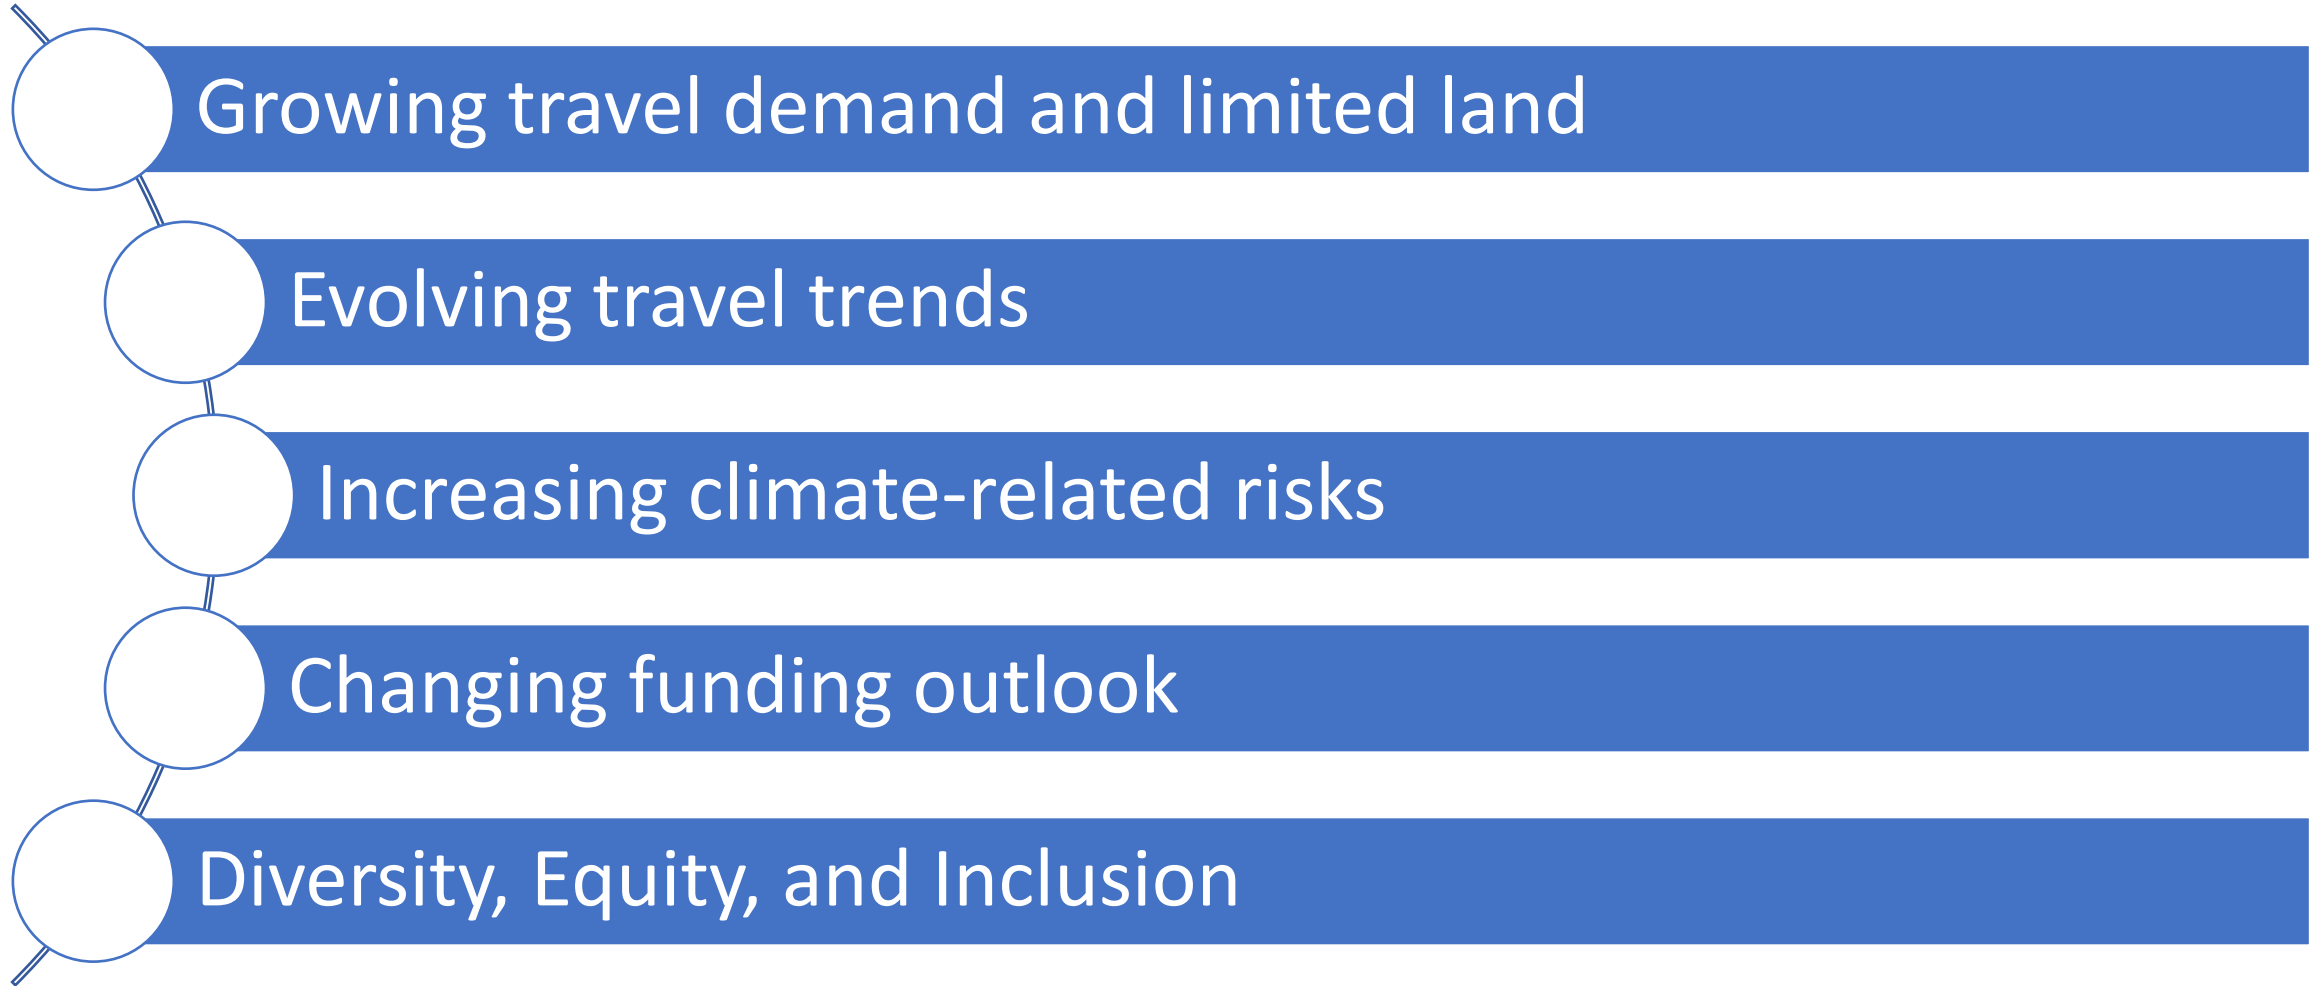 Growing travel demand and limited land
Evolving travel trends
Increasing climate-related risks
Changing funding outlook
Diversity, Equity, and Inclusion